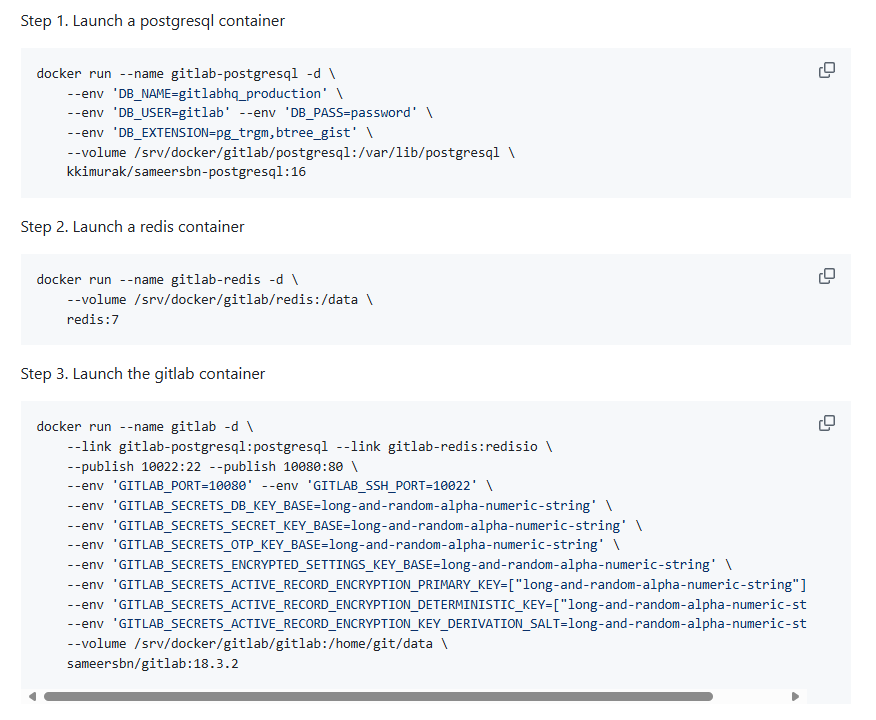 Step 1. Launch a postgresql container
docker run --name gitlab-postgresql -d \
    --env 'DB_NAME=gitlabhq_production' \
    --env 'DB_USER=gitlab' --env 'DB_PASS=password' \
    --env 'DB_EXTENSION=pg_trgm,btree_gist' \
    --volume /srv/docker/gitlab/postgresql:/var/lib/postgresql \
    kkimurak/sameersbn-postgresql:16
Step 2. Launch a redis container
docker run --name gitlab-redis -d \
    --volume /srv/docker/gitlab/redis:/data \
    redis:7
Step 3. Launch the gitlab container
docker run --name gitlab -d \
    --link gitlab-postgresql:postgresql --link gitlab-redis:redisio \
    --publish 10022:22 --publish 10080:80 \
    --env 'GITLAB_PORT=10080' --env 'GITLAB_SSH_PORT=10022' \
    --env 'GITLAB_SECRETS_DB_KEY_BASE=long-and-random-alpha-numeric-string' \
    --env 'GITLAB_SECRETS_SECRET_KEY_BASE=long-and-random-alpha-numeric-string' \
    --env 'GITLAB_SECRETS_OTP_KEY_BASE=long-and-random-alpha-numeric-string' \
    --env 'GITLAB_SECRETS_ENCRYPTED_SETTINGS_KEY_BASE=long-and-random-alpha-numeric-string' \
    --env 'GITLAB_SECRETS_ACTIVE_RECORD_ENCRYPTION_PRIMARY_KEY=["long-and-random-alpha-numeric-string"]
    --env 'GITLAB_SECRETS_ACTIVE_RECORD_ENCRYPTION_DETERMINISTIC_KEY=["long-and-random-alpha-numeric-st
    --env 'GITLAB_SECRETS_ACTIVE_RECORD_ENCRYPTION_KEY_DERIVATION_SALT=long-and-random-alpha-numeric-st
    --volume /srv/docker/gitlab/gitlab:/home/git/data \
    sameersbn/gitlab:18.3.2